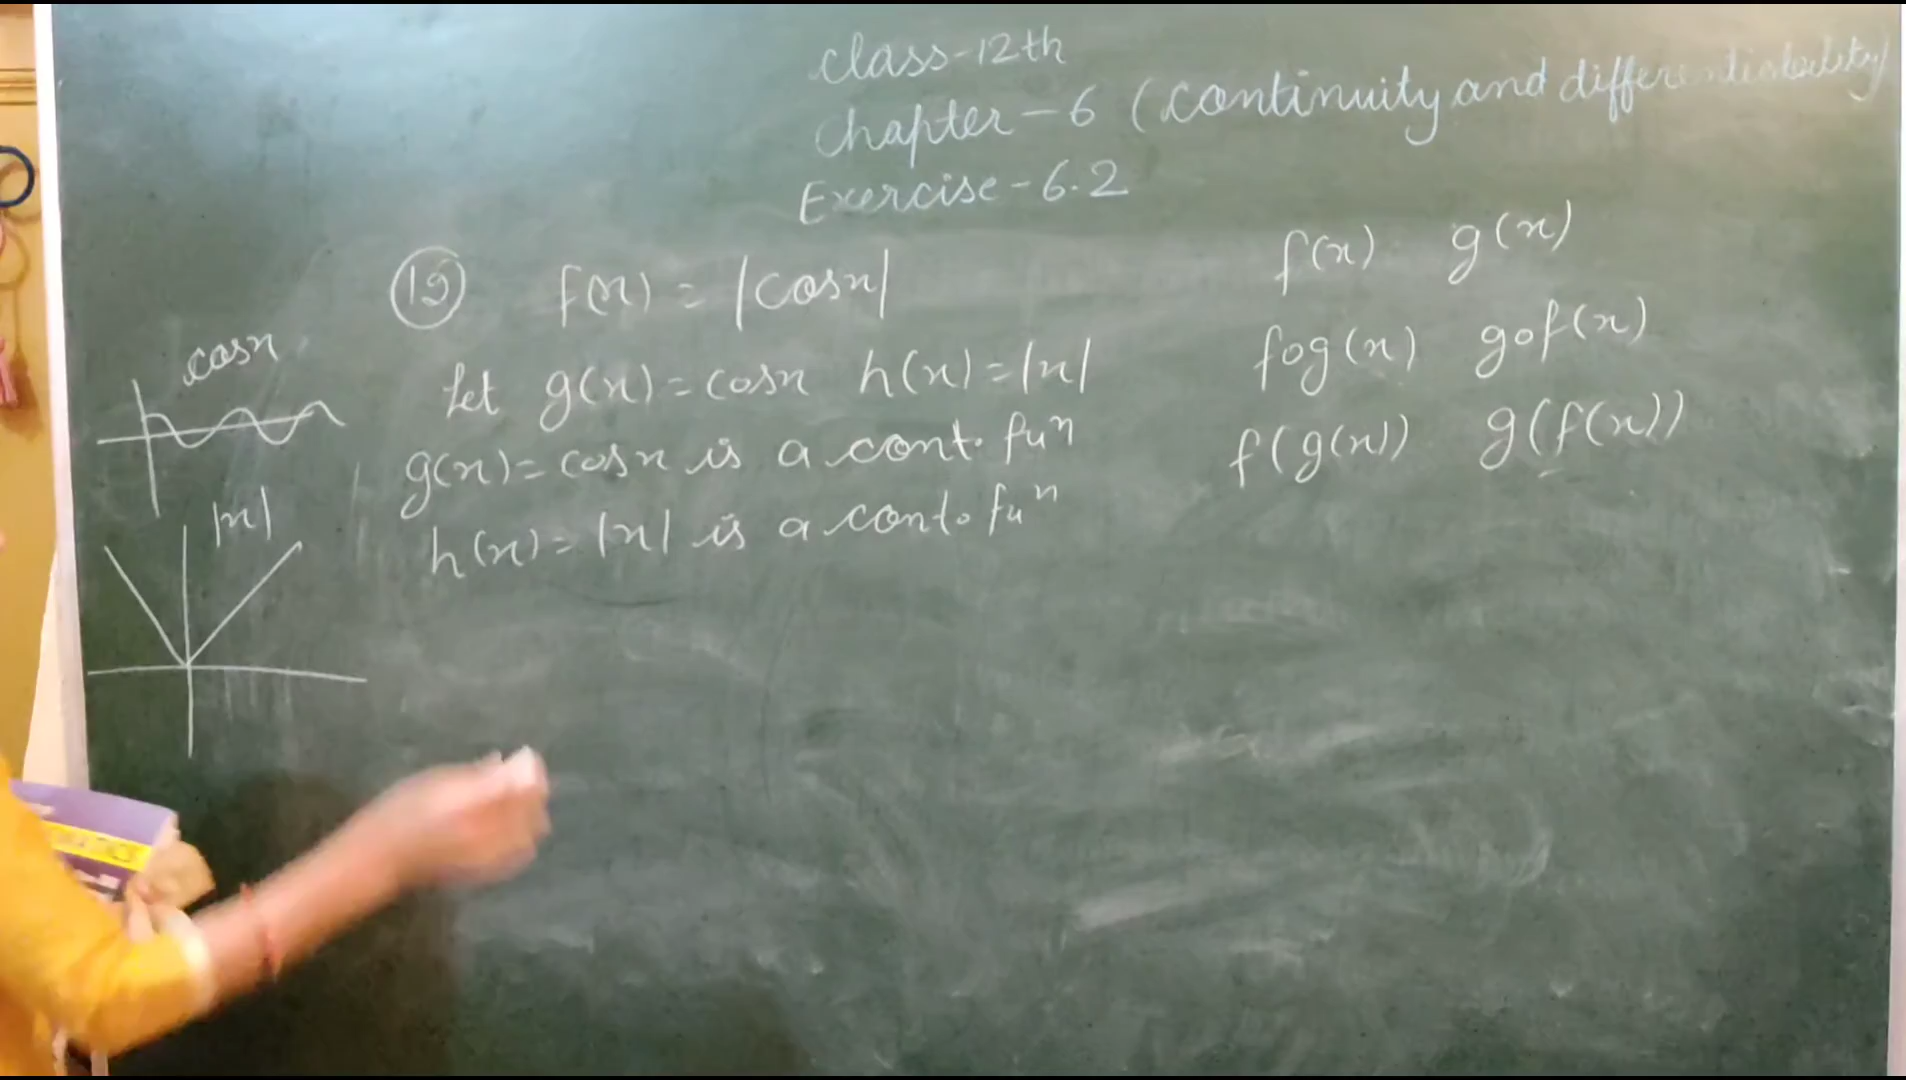 class-12th
chapter-6 (continuity and differentiability)
Exercise-6.2
(19) f(x) = |cosx|
Let g(x)=cosx h(x)=|x|
g(x)=cosx is a cont. fuⁿ
h(x)=|x| is a cont. fuⁿ
f(x) g(x)
fog(x) gof(x)
f(g(x)) g(f(x))
cosx
|x|